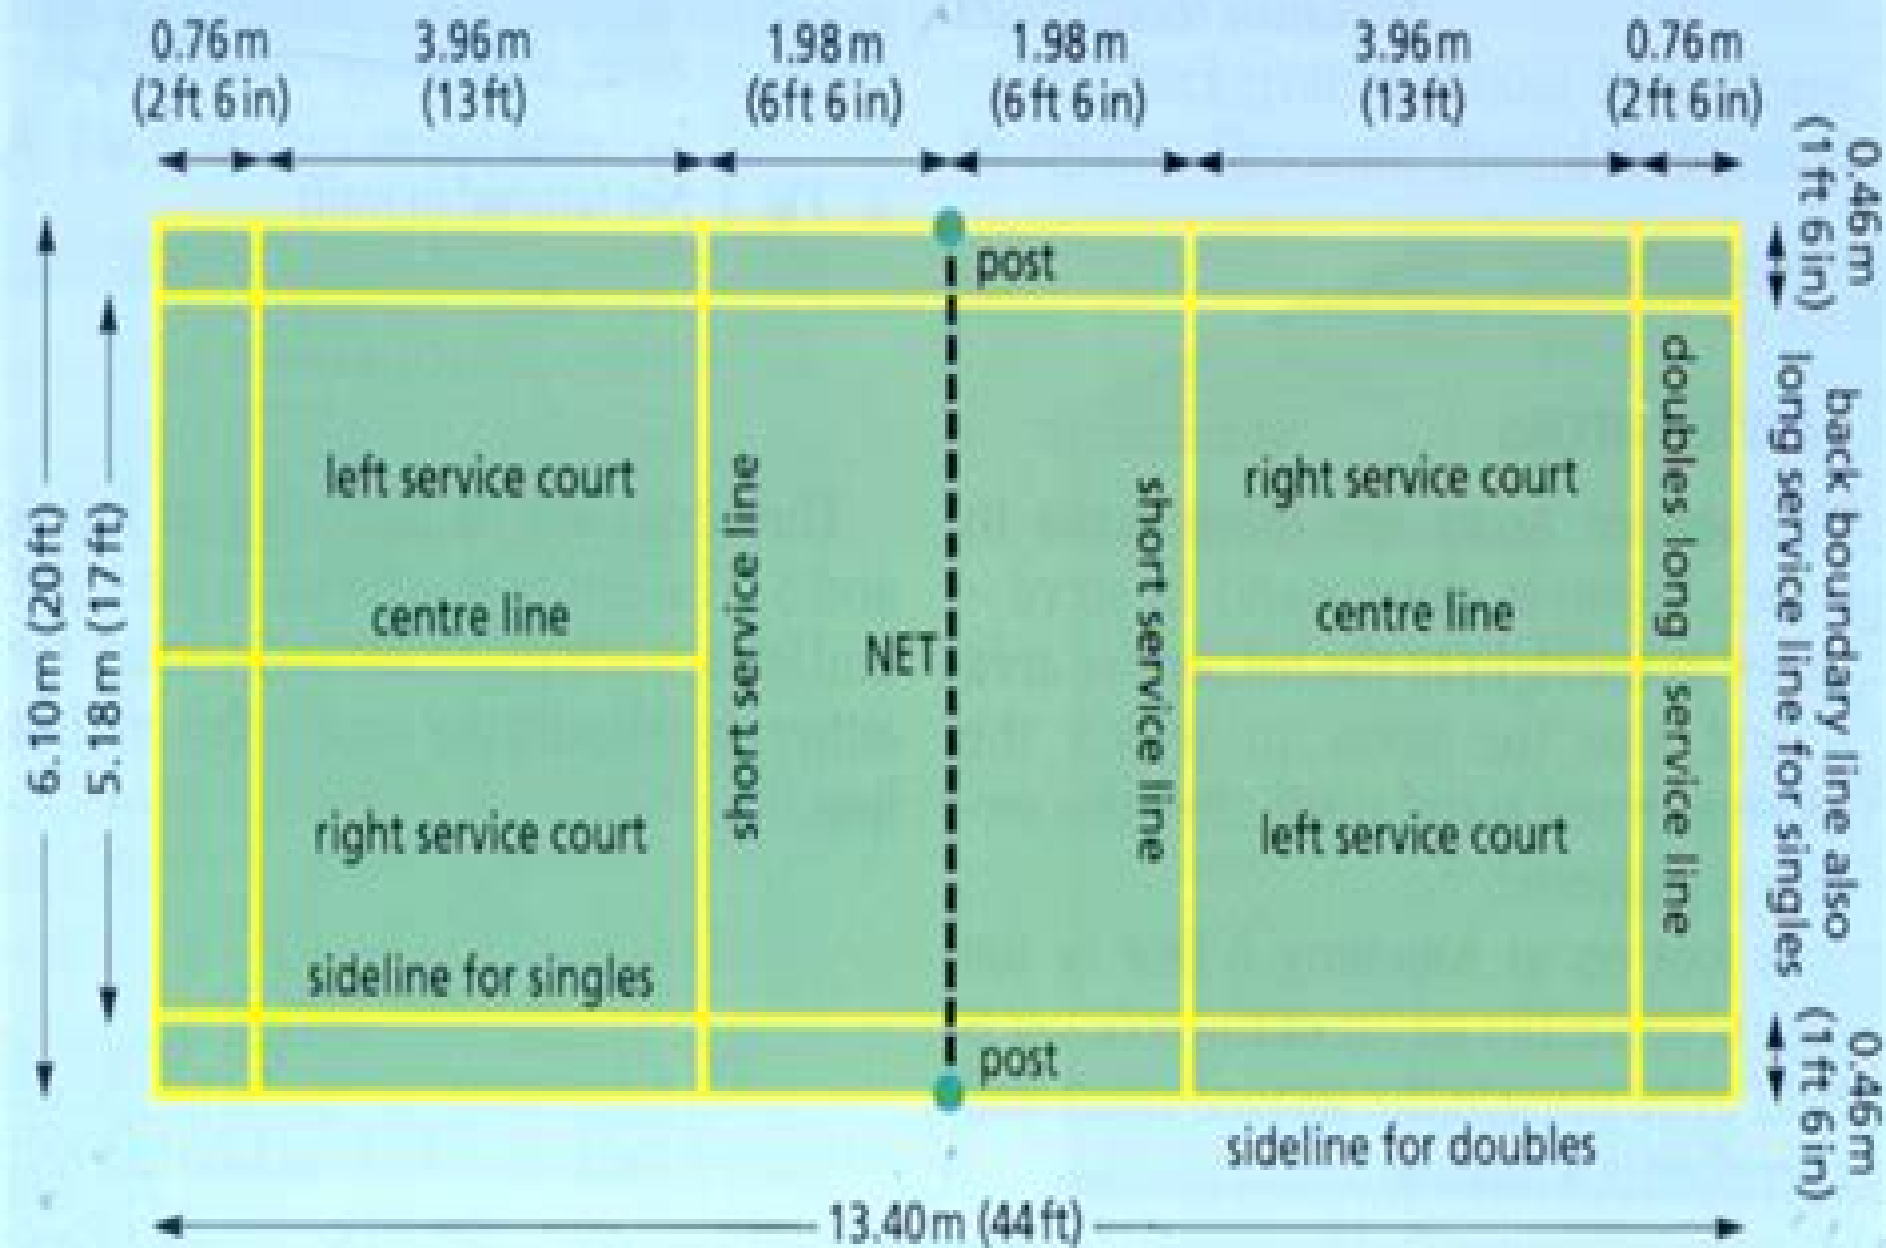 0.76m 3.96m 1.98m 1.98m 3.96m 0.76m
(2ft 6in) (13ft) (6ft 6in) (6ft 6in) (13ft) (2ft 6in)
0.46m
(1ft 6in)
post
6.10m (20ft)
5.18m (17ft)
left service court
centre line
right service court
sideline for singles
short service line
NET
short service line
right service court
centre line
left service court
doubles long service line
back boundary line also
long service line for singles
post
0.46m
(1ft 6in)
sideline for doubles
13.40m (44ft)